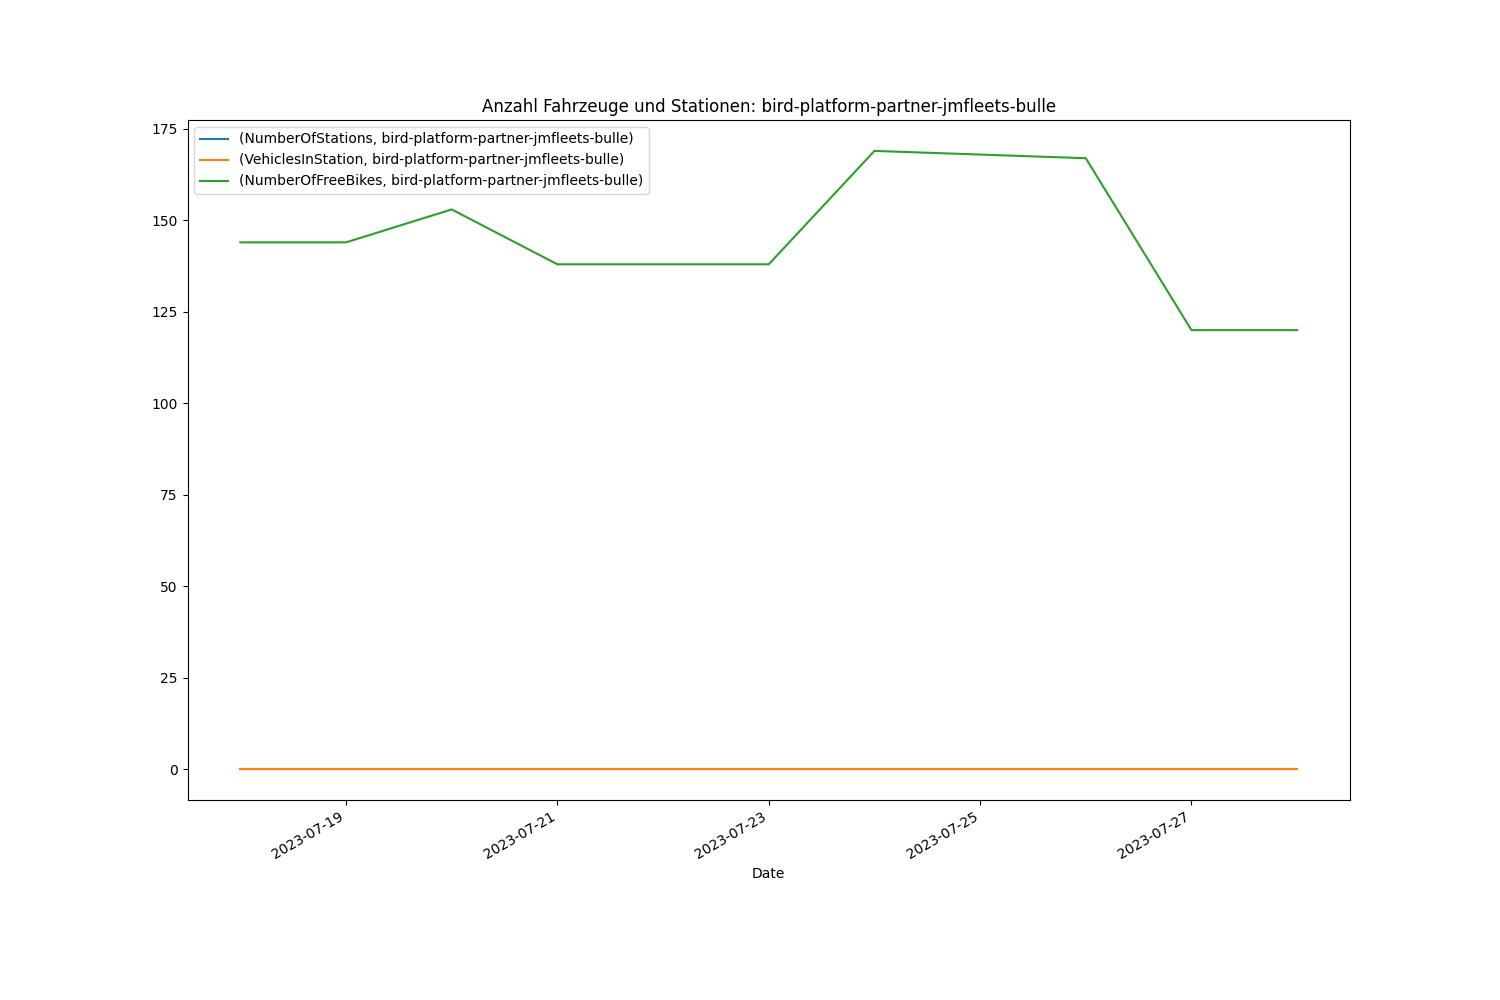 Anzahl Fahrzeuge und Stationen: bird-platform-partner-jmfleets-bulle
(NumberOfStations, bird-platform-partner-jmfleets-bulle)
(VehiclesInStation, bird-platform-partner-jmfleets-bulle)
(NumberOfFreeBikes, bird-platform-partner-jmfleets-bulle)
175
150
125
100
75
50
25
0
2023-07-19
2023-07-21
2023-07-23
2023-07-25
2023-07-27
Date